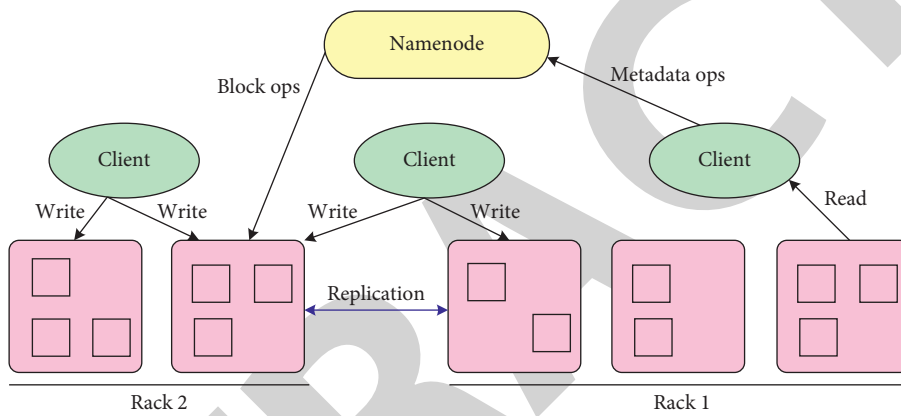 Namenode
Block ops
Metadata ops
Client
Client
Client
Write
Write
Write
Write
Read
Replication
Rack 2
Rack 1